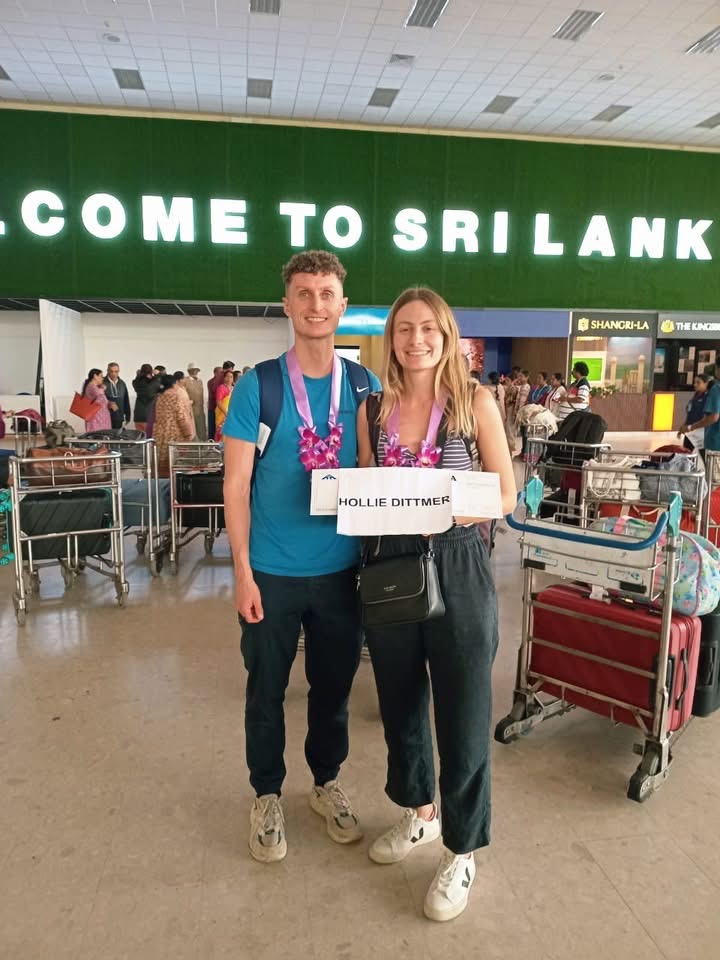 LCOME TO SRI LANK
SHANGRI-LA
THE KINGSB
HOLLIE DITTMER